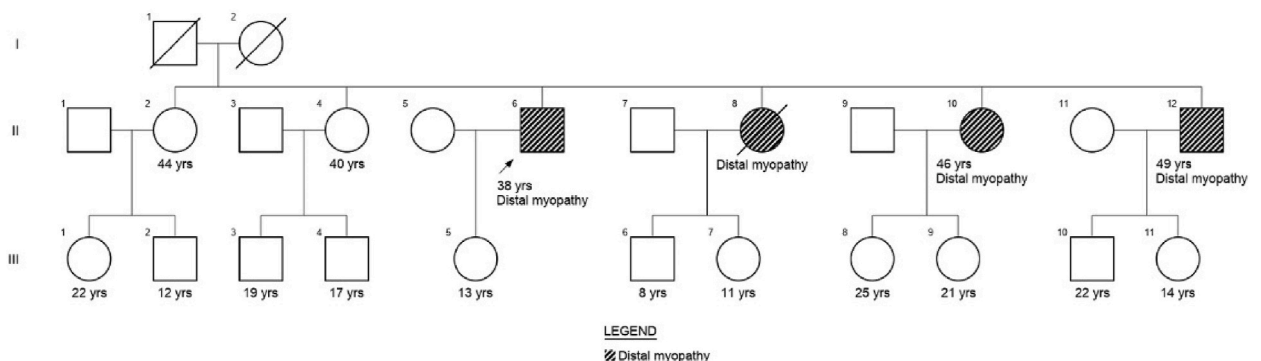 I
1
2
II
1
2
3
4
5
6
7
8
9
10
11
12
44 yrs
40 yrs
38 yrs
Distal myopathy
Distal myopathy
46 yrs
Distal myopathy
49 yrs
Distal myopathy
III
1
2
3
4
5
6
7
8
9
10
11
22 yrs
12 yrs
19 yrs
17 yrs
13 yrs
8 yrs
11 yrs
25 yrs
21 yrs
22 yrs
14 yrs
LEGEND
Distal myopathy